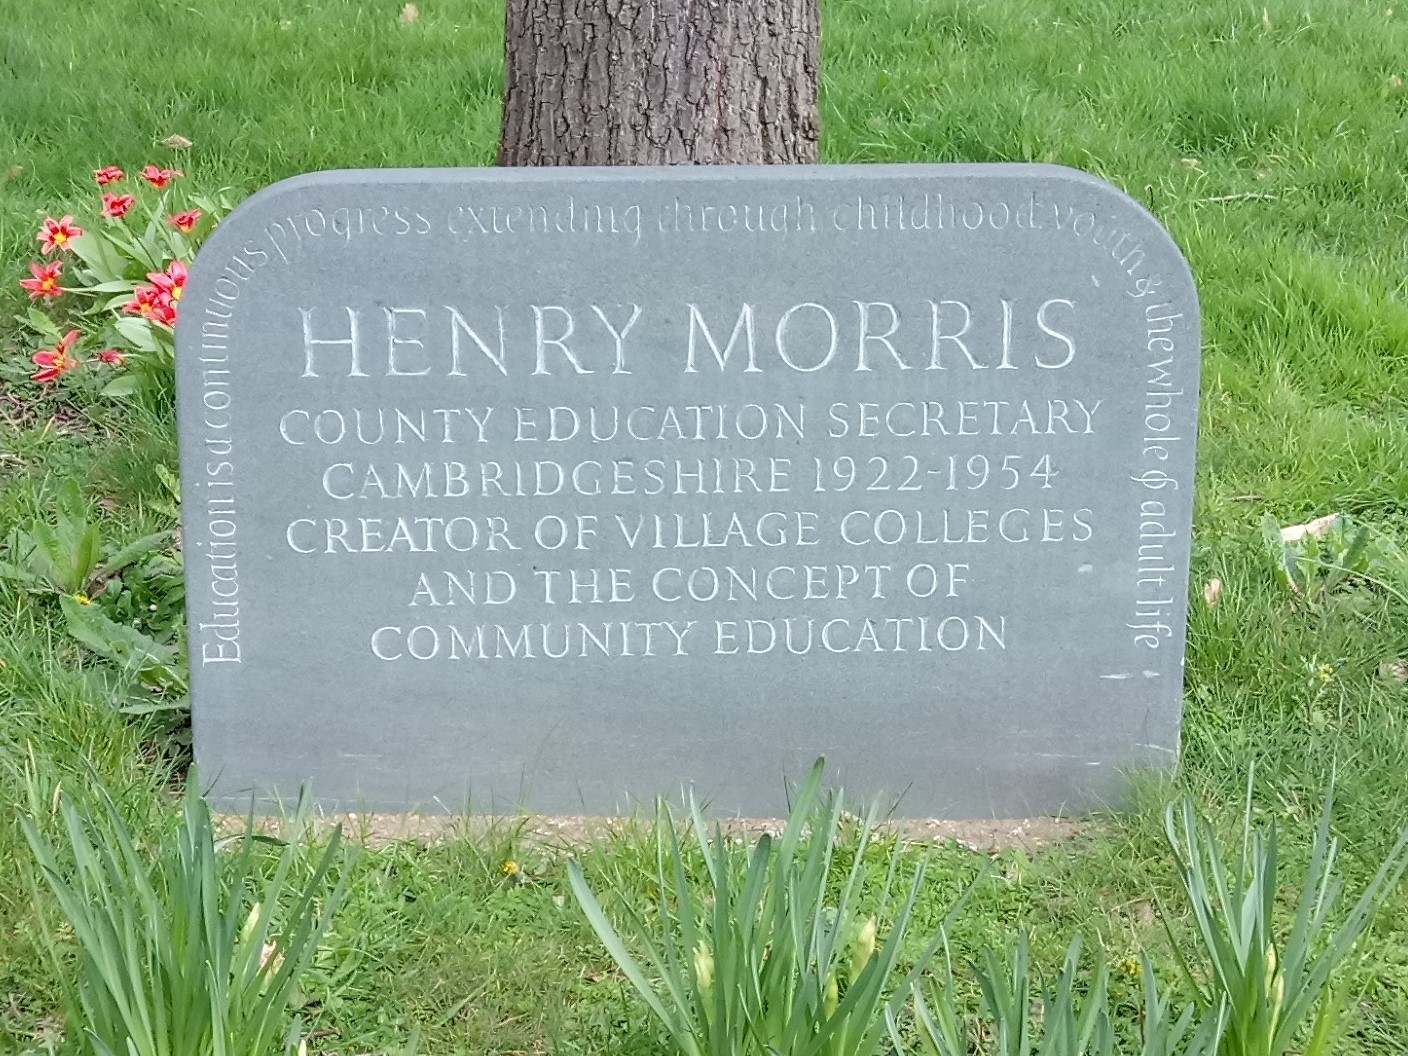 Education is a continuous progress extending through childhood youth & the whole of adult life
HENRY MORRIS
COUNTY EDUCATION SECRETARY
CAMBRIDGESHIRE 1922-1954
CREATOR OF VILLAGE COLLEGES
AND THE CONCEPT OF
COMMUNITY EDUCATION